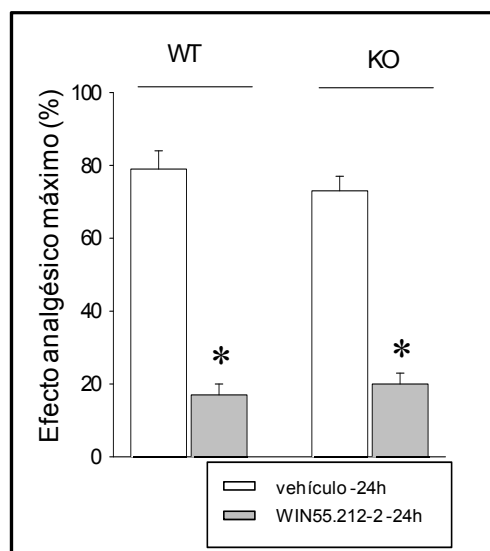 WT KO
Efecto analgésico máximo (%)
100
80
60
40
20
0
*
*
vehículo -24h
WIN55.212-2 -24h